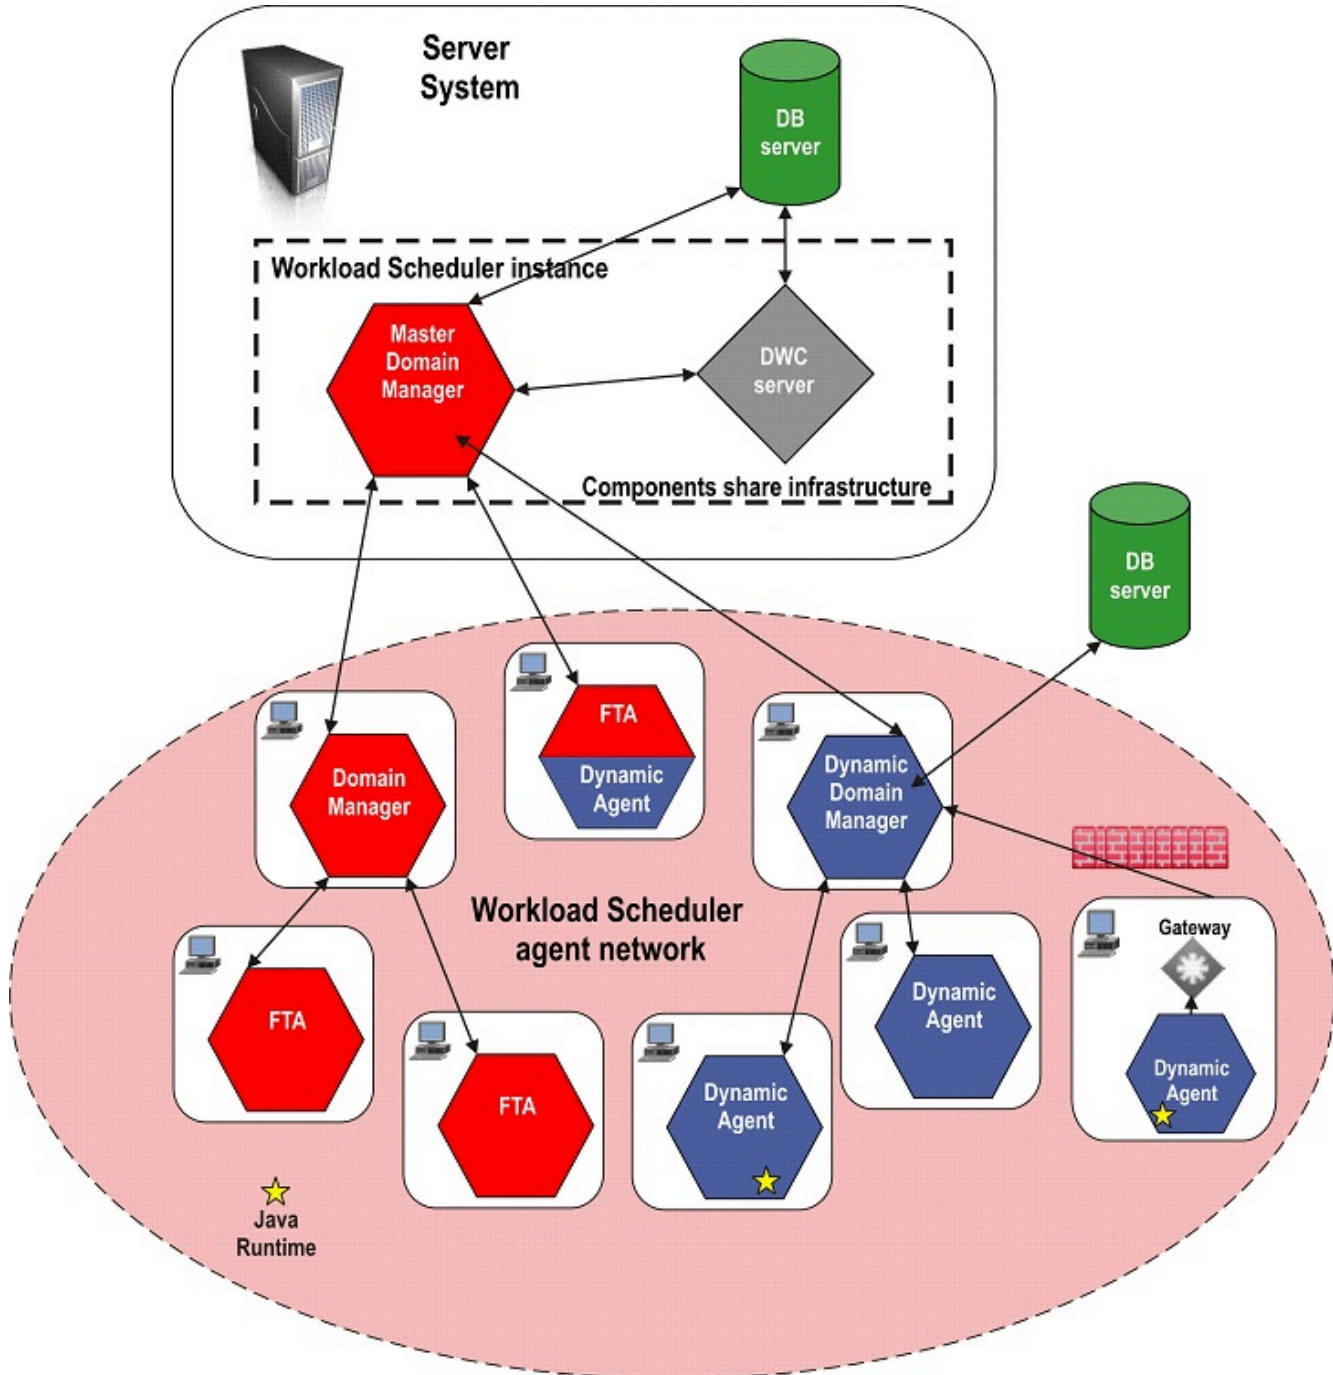 Server
System
DB
server
Workload Scheduler instance
Master
Domain
Manager
DWC
server
Components share infrastructure
DB
server
FTA
Dynamic
Agent
Domain
Manager
Dynamic
Domain
Manager
Workload Scheduler
agent network
Gateway
Dynamic
Agent
FTA
Dynamic
Agent
FTA
Dynamic
Agent
Java
Runtime